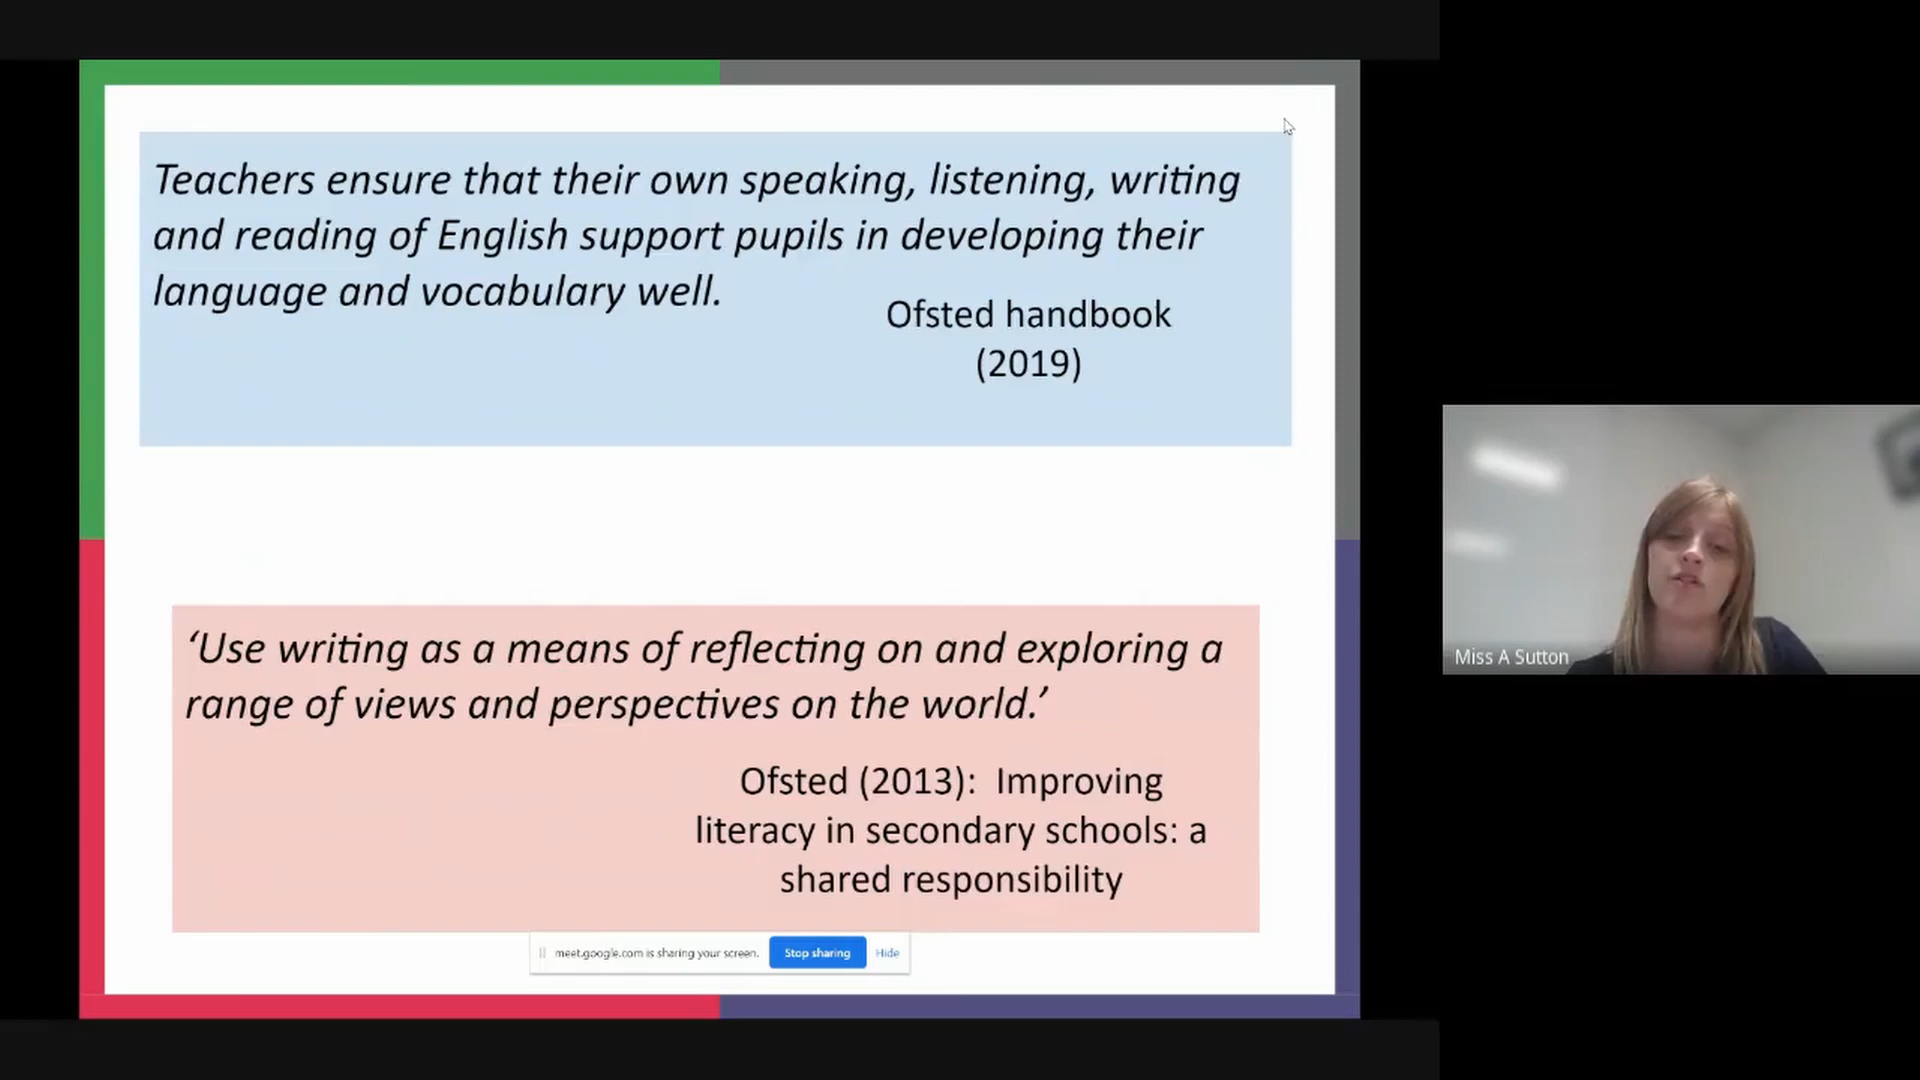 Teachers ensure that their own speaking, listening, writing
and reading of English support pupils in developing their
language and vocabulary well.
Ofsted handbook
(2019)
‘Use writing as a means of reflecting on and exploring a
range of views and perspectives on the world.’
Ofsted (2013):  Improving
literacy in secondary schools: a
shared responsibility
meet.google.com is sharing your screen. Stop sharing Hide
Miss A Sutton